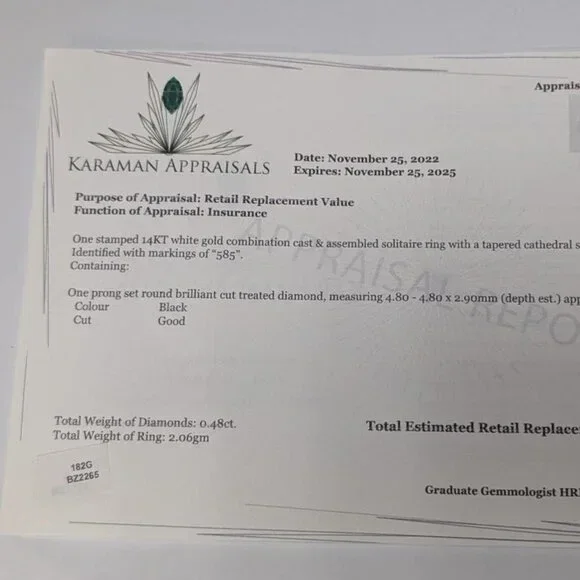 Apprais
KARAMAN APPRAISALS
Date: November 25, 2022
Expires: November 25, 2025
Purpose of Appraisal: Retail Replacement Value
Function of Appraisal: Insurance
One stamped 14KT white gold combination cast & assembled solitaire ring with a tapered cathedral s
Identified with markings of "585".
Containing:
One prong set round brilliant cut treated diamond, measuring 4.80 - 4.80 x 2.90mm (depth est.) app
Colour Black
Cut Good
APPRAISAL REPO
Total Weight of Diamonds: 0.48ct.
Total Weight of Ring: 2.06gm
Total Estimated Retail Replace
182G
BZ2265
Graduate Gemmologist HR